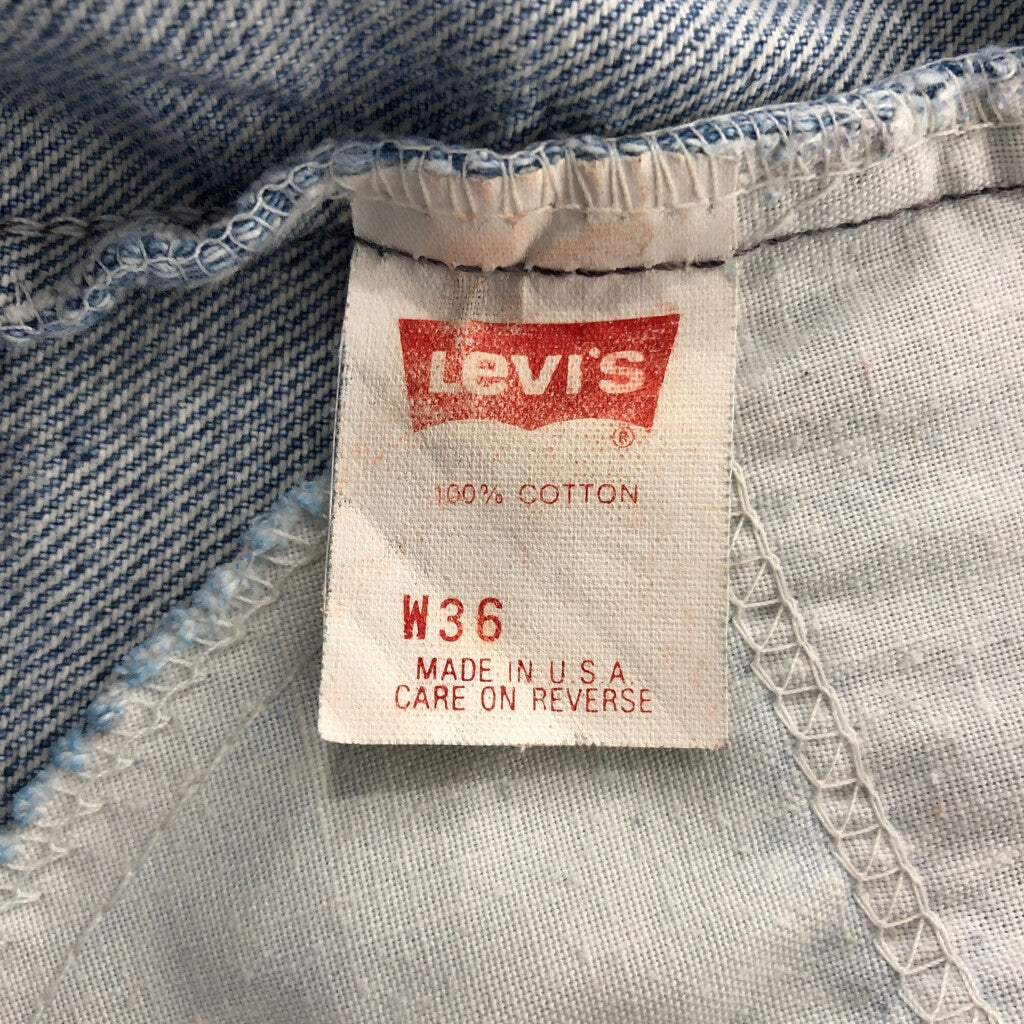 Levi's
®
100% COTTON
W36
MADE IN U.S.A.
CARE ON REVERSE